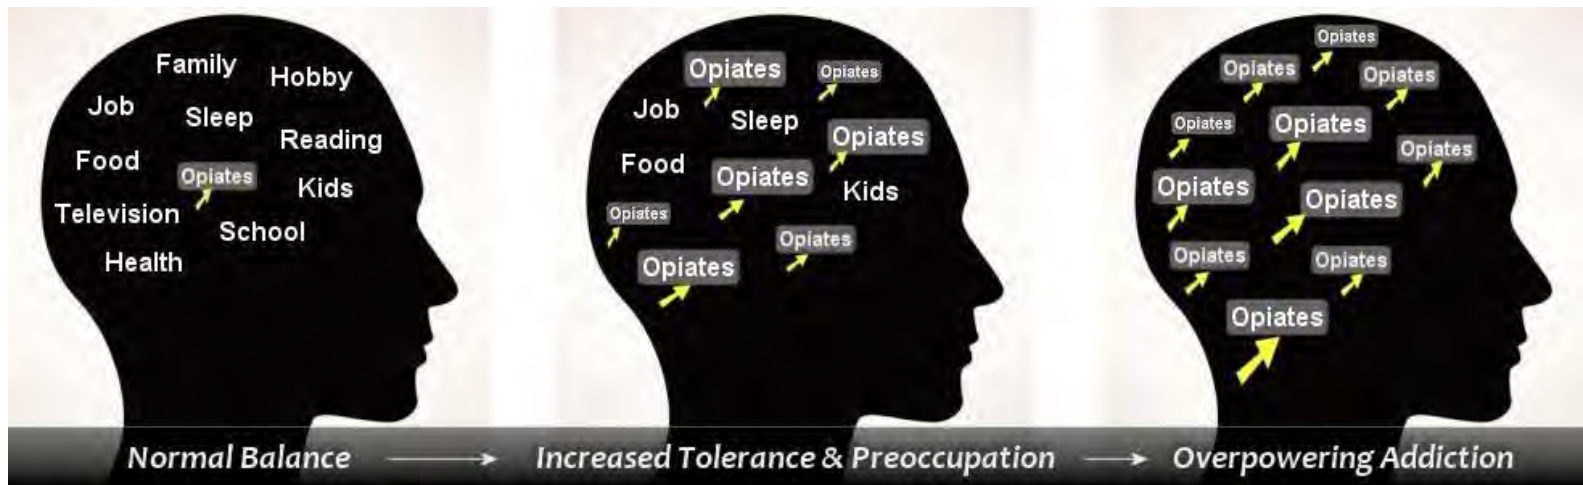 Family
Hobby
Job
Sleep
Reading
Food
Opiates
Kids
Television
School
Health
Normal Balance
Opiates
Opiates
Job
Sleep
Opiates
Food
Opiates
Kids
Opiates
Opiates
Opiates
Increased Tolerance & Preoccupation
Opiates
Opiates
Opiates
Opiates
Opiates
Opiates
Opiates
Opiates
Opiates
Opiates
Opiates
Overpowering Addiction